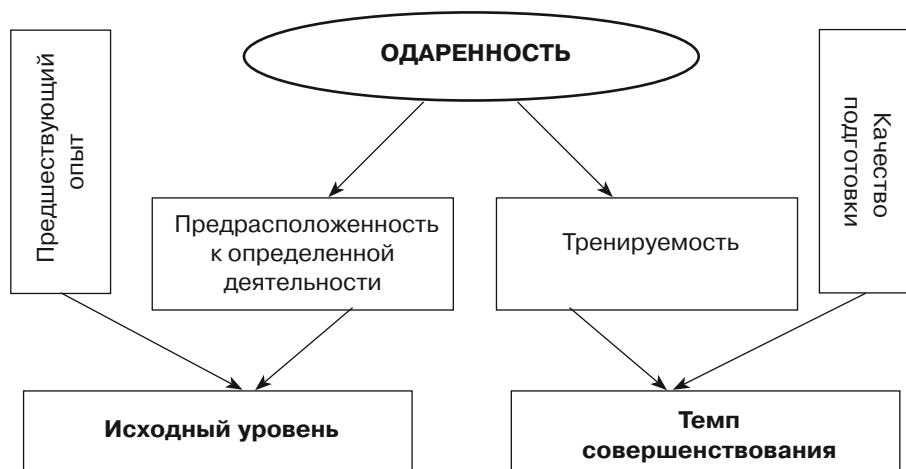 ОДАРЕННОСТЬ
Предшествующий
опыт
Качество
подготовки
Предрасположенность
к определенной
деятельности
Тренируемость
Исходный уровень
Темп
совершенствования